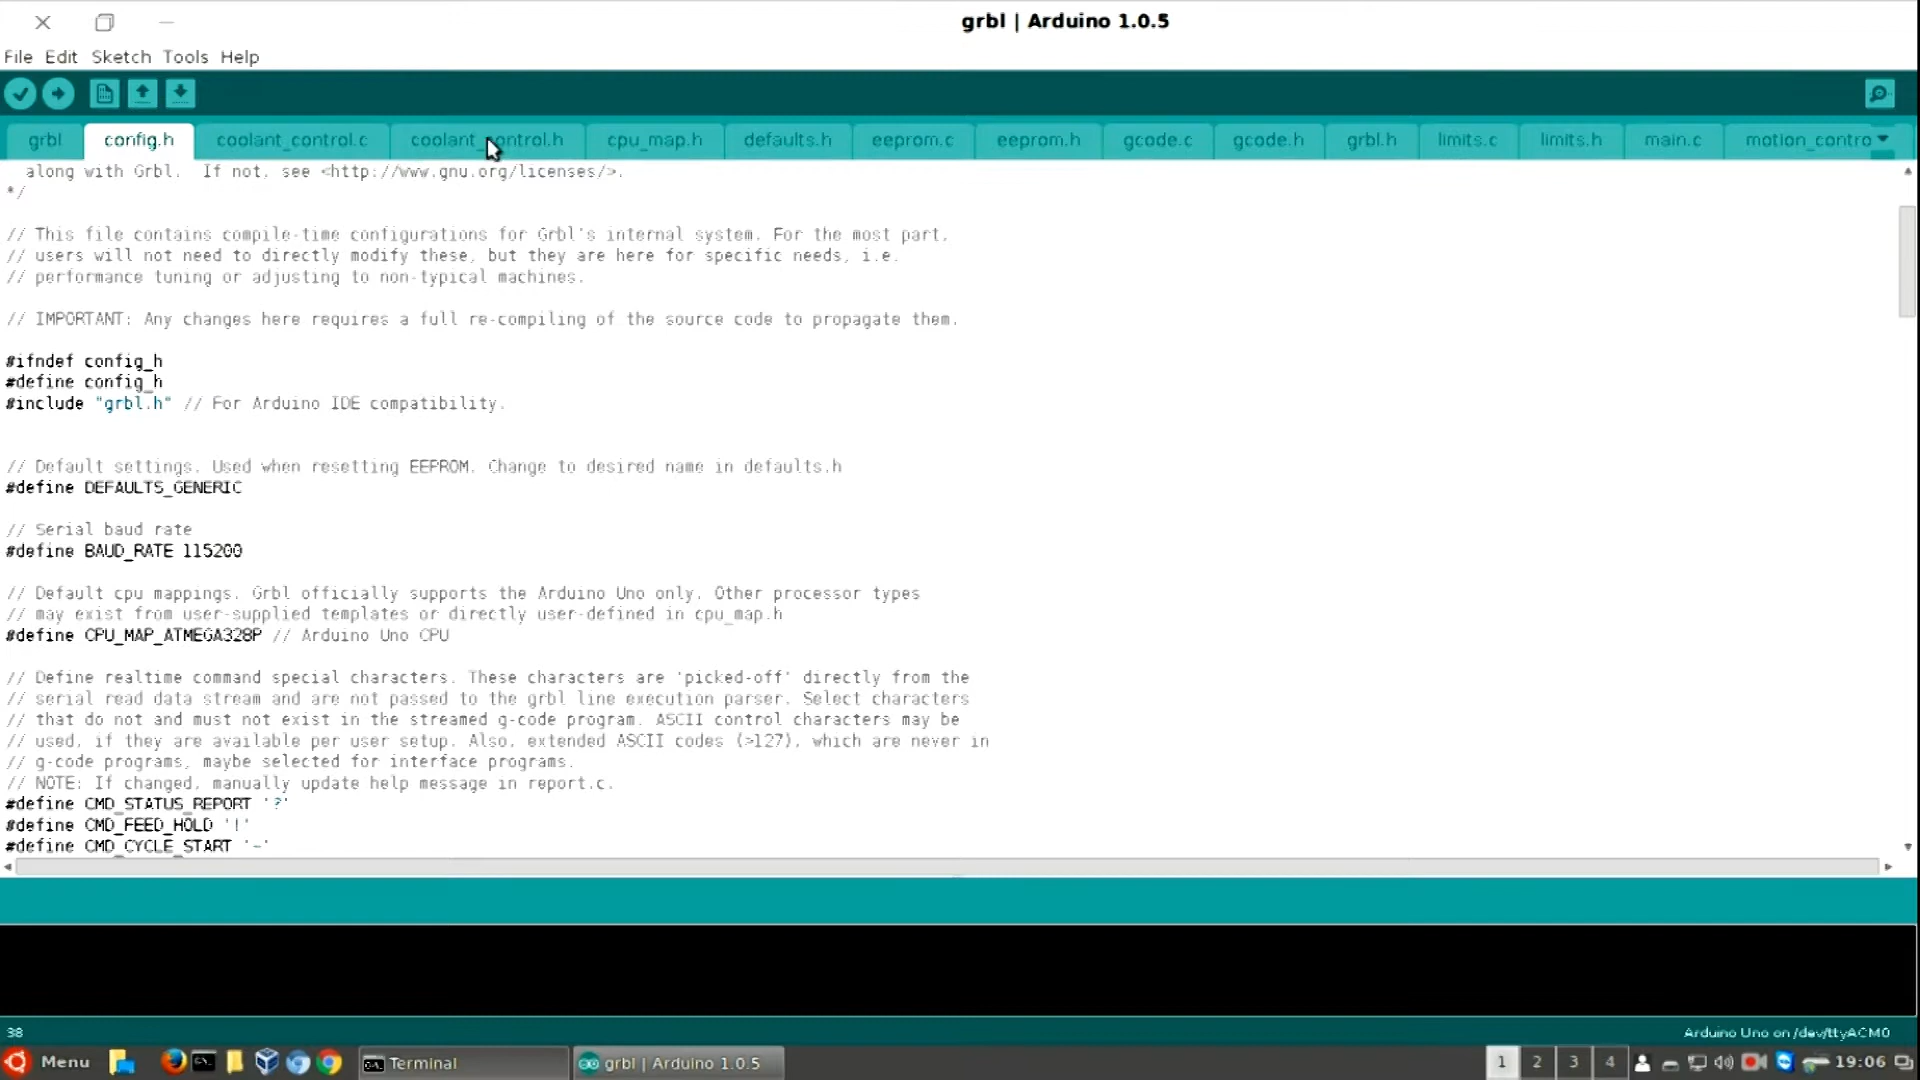 grbl | Arduino 1.0.5
File Edit Sketch Tools Help
grbl config.h coolant_control.c coolant_control.h cpu_map.h defaults.h eeprom.c eeprom.h gcode.c gcode.h grbl.h limits.c limits.h main.c motion_contro
along with Grbl.  If not, see <http://www.gnu.org/licenses/>.
*/
// This file contains compile-time configurations for Grbl's internal system. For the most part,
// users will not need to directly modify these, but they are here for specific needs, i.e.
// performance tuning or adjusting to non-typical machines.
// IMPORTANT: Any changes here requires a full re-compiling of the source code to propagate them.
#ifndef config_h
#define config_h
#include "grbl.h" // For Arduino IDE compatibility.
// Default settings. Used when resetting EEPROM. Change to desired name in defaults.h
#define DEFAULTS_GENERIC
// Serial baud rate
#define BAUD_RATE 115200
// Default cpu mappings. Grbl officially supports the Arduino Uno only. Other processor types
// may exist from user-supplied templates or directly user-defined in cpu_map.h
#define CPU_MAP_ATMEGA328P // Arduino Uno CPU
// Define realtime command special characters. These characters are 'picked-off' directly from the
// serial read data stream and are not passed to the grbl line execution parser. Select characters
// that do not and must not exist in the streamed g-code program. ASCII control characters may be
// used, if they are available per user setup. Also, extended ASCII codes (>127), which are never in
// g-code programs, maybe selected for interface programs.
// NOTE: If changed, manually update help message in report.c.
#define CMD_STATUS_REPORT '?'
#define CMD_FEED_HOLD '!'
#define CMD_CYCLE_START '~'
38
Arduino Uno on /dev/ttyACM0
Menu Terminal grbl | Arduino 1.0.5 1 2 3 4 19:06